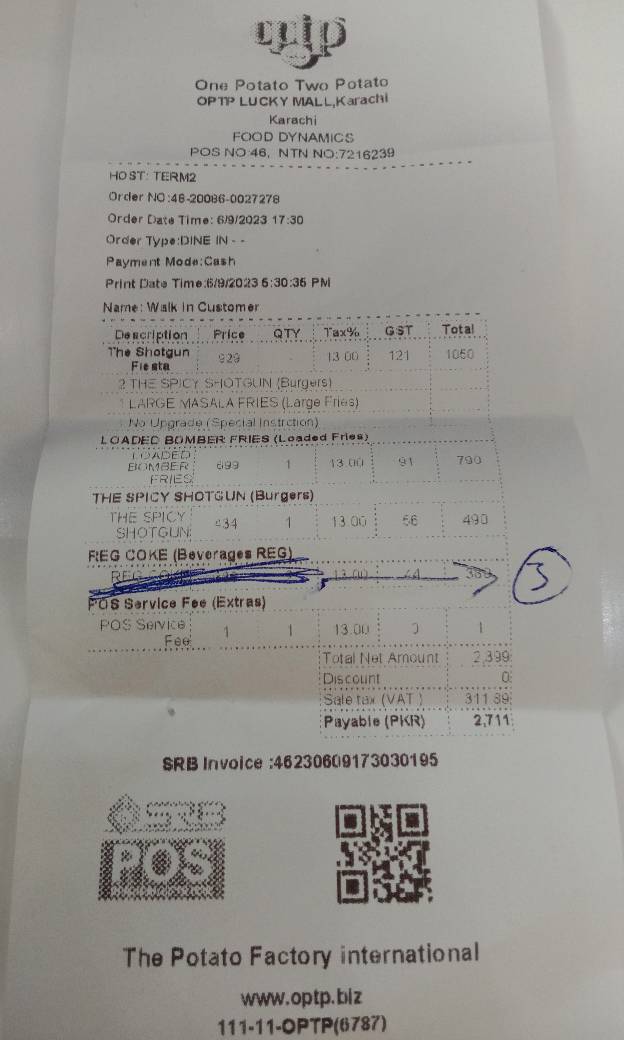 optp
One Potato Two Potato
OPTP LUCKY MALL,Karachi
Karachi
FOOD DYNAMICS
POS NO:46, NTN NO:7216239
HOST: TERM2
Order NO:46-20086-0027278
Order Date Time: 6/9/2023 17:30
Order Type:DINE IN - -
Payment Mode:Cash
Print Date Time:6/9/2023 5:30:35 PM
Name: Walk In Customer
Description Price QTY Tax% GST Total
The Shotgun Fiesta 929 13.00 121 1050
2 THE SPICY SHOTGUN (Burgers)
1 LARGE MASALA FRIES (Large Fries)
1 No Upgrade (Special Instrction)
LOADED BOMBER FRIES (Loaded Fries)
LOADED BOMBER FRIES 699 1 13.00 91 790
THE SPICY SHOTGUN (Burgers)
THE SPICY SHOTGUN 434 1 13.00 56 490
REG COKE (Beverages REG)
REG COKE 13.00 44 380
3
POS Service Fee (Extras)
POS Service Fee 1 1 13.00 0 1
Total Net Amount 2,399
Discount 0
Sale tax (VAT ) 311.89
Payable (PKR) 2,711
SRB Invoice :46230609173030195
SRB
POS
The Potato Factory international
www.optp.biz
111-11-OPTP(6787)